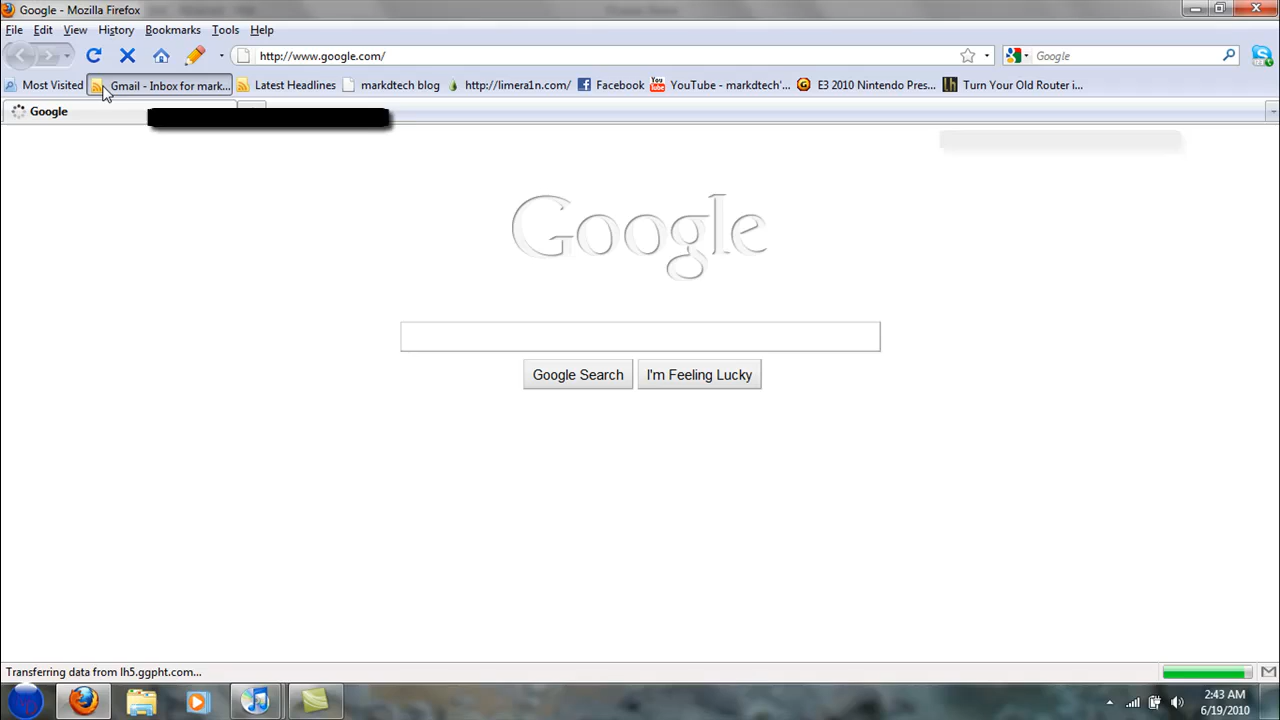 Google - Mozilla Firefox
File Edit View History Bookmarks Tools Help
http://www.google.com/ Google
Most Visited Gmail - Inbox for mark... Latest Headlines markdtech blog http://limera1n.com/ Facebook YouTube - markdtech'... E3 2010 Nintendo Pres... Turn Your Old Router i...
Google
Google
Google Search I'm Feeling Lucky
Transferring data from lh5.ggpht.com...
2:43 AM
6/19/2010